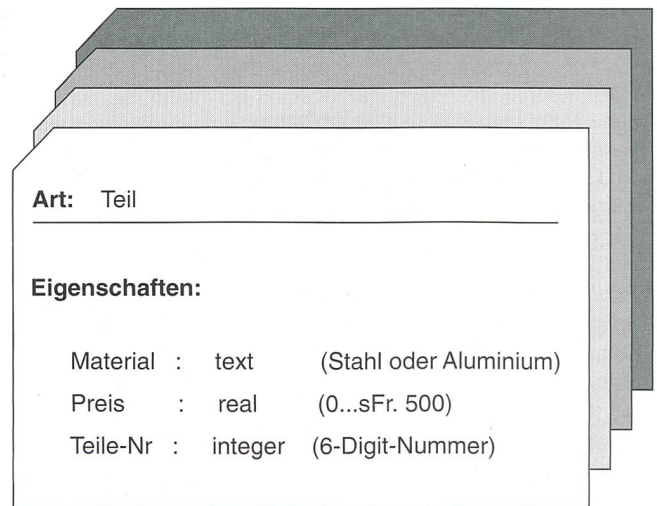 Art: Teil
Eigenschaften:
Material : text (Stahl oder Aluminium)
Preis : real (0...sFr. 500)
Teile-Nr : integer (6-Digit-Nummer)